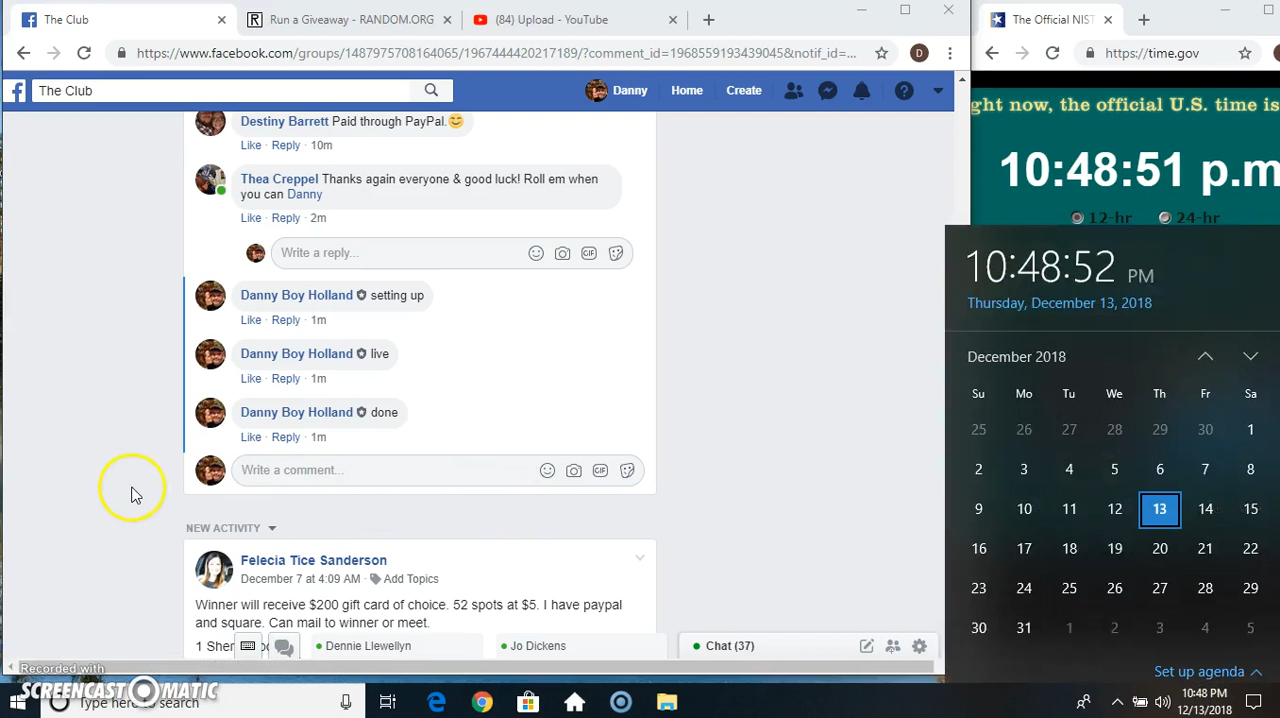 The Club
Run a Giveaway - RANDOM.ORG
(84) Upload - YouTube
The Official NIST
https://www.facebook.com/groups/1487975708164065/1967444420217189/?comment_id=1968559193439045&notif_id=...
D
https://time.gov
The Club
Danny
Home
Create
ght now, the official U.S. time is
10:48:51 p.m
12-hr
24-hr
Destiny Barrett Paid through PayPal.😊
Like · Reply · 10m
Thea Creppel Thanks again everyone & good luck! Roll em when
you can Danny
Like · Reply · 2m
Write a reply...
GIF
Danny Boy Holland setting up
Like · Reply · 1m
Danny Boy Holland live
Like · Reply · 1m
Danny Boy Holland done
Like · Reply · 1m
Write a comment...
GIF
NEW ACTIVITY
Felecia Tice Sanderson
December 7 at 4:09 AM · Add Topics
Winner will receive $200 gift card of choice. 52 spots at $5. I have paypal
and square. Can mail to winner or meet.
1 Sher
Dennie Llewellyn
Jo Dickens
Chat (37)
10:48:52 PM
Thursday, December 13, 2018
December 2018
Su Mo Tu We Th Fr Sa
25 26 27 28 29 30 1
2 3 4 5 6 7 8
9 10 11 12 13 14 15
16 17 18 19 20 21 22
23 24 25 26 27 28 29
30 31 1 2 3 4 5
Set up agenda
Recorded with
SCREENCAST-O-MATIC
Type here to search
10:48 PM
12/13/2018